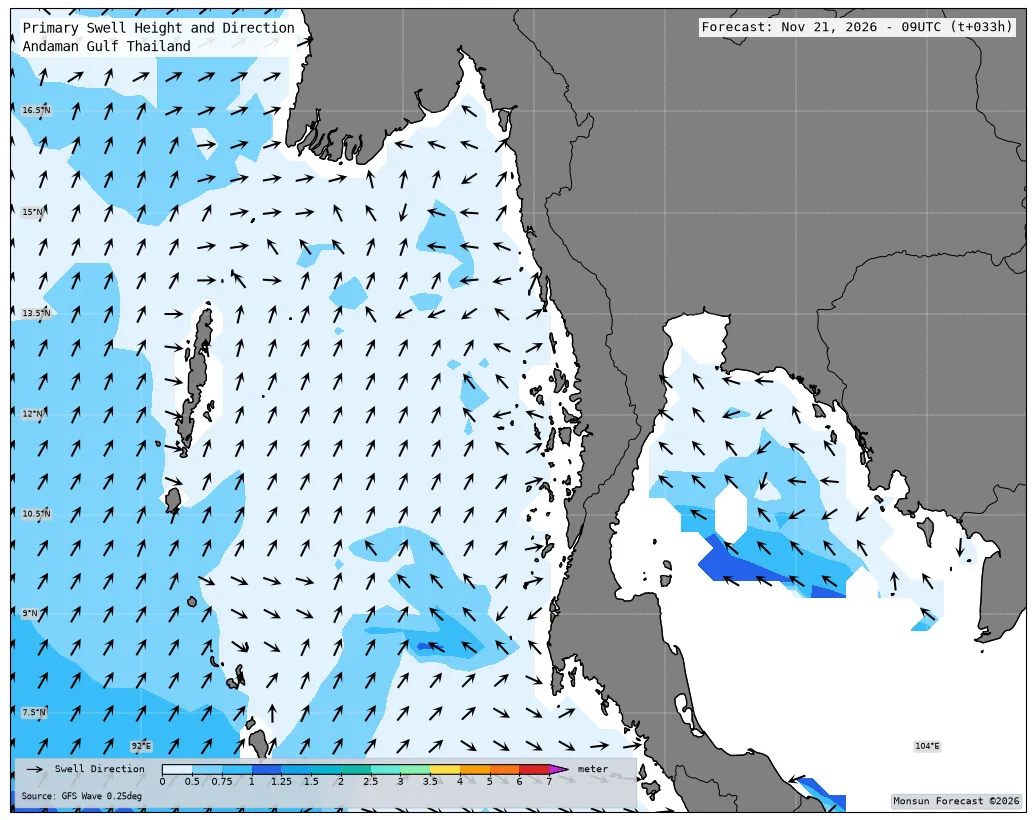 Primary Swell Height and Direction
Andaman Gulf Thailand
Forecast: Nov 21, 2026 - 09UTC (t+033h)
16.5°N
15°N
13.5°N
12°N
10.5°N
9°N
7.5°N
92°E
104°E
Swell Direction
0 0.5 0.75 1 1.25 1.5 2 2.5 3 3.5 4 5 6 7 meter
Source: GFS Wave 0.25deg
Monsun Forecast ©2026